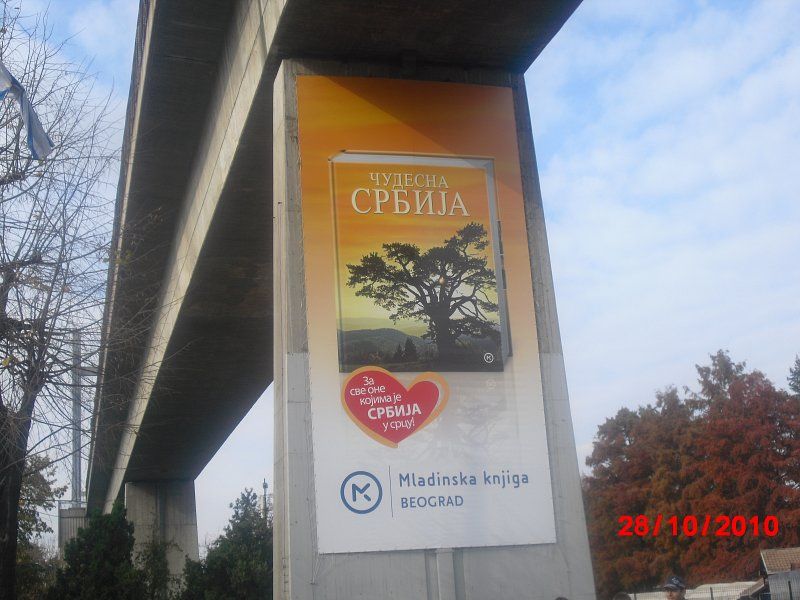 ЧУДЕСНА
СРБИЈА
За
све оне
којима је
СРБИЈА
у срцу!
Mladinska knjiga
BEOGRAD
28/10/2010